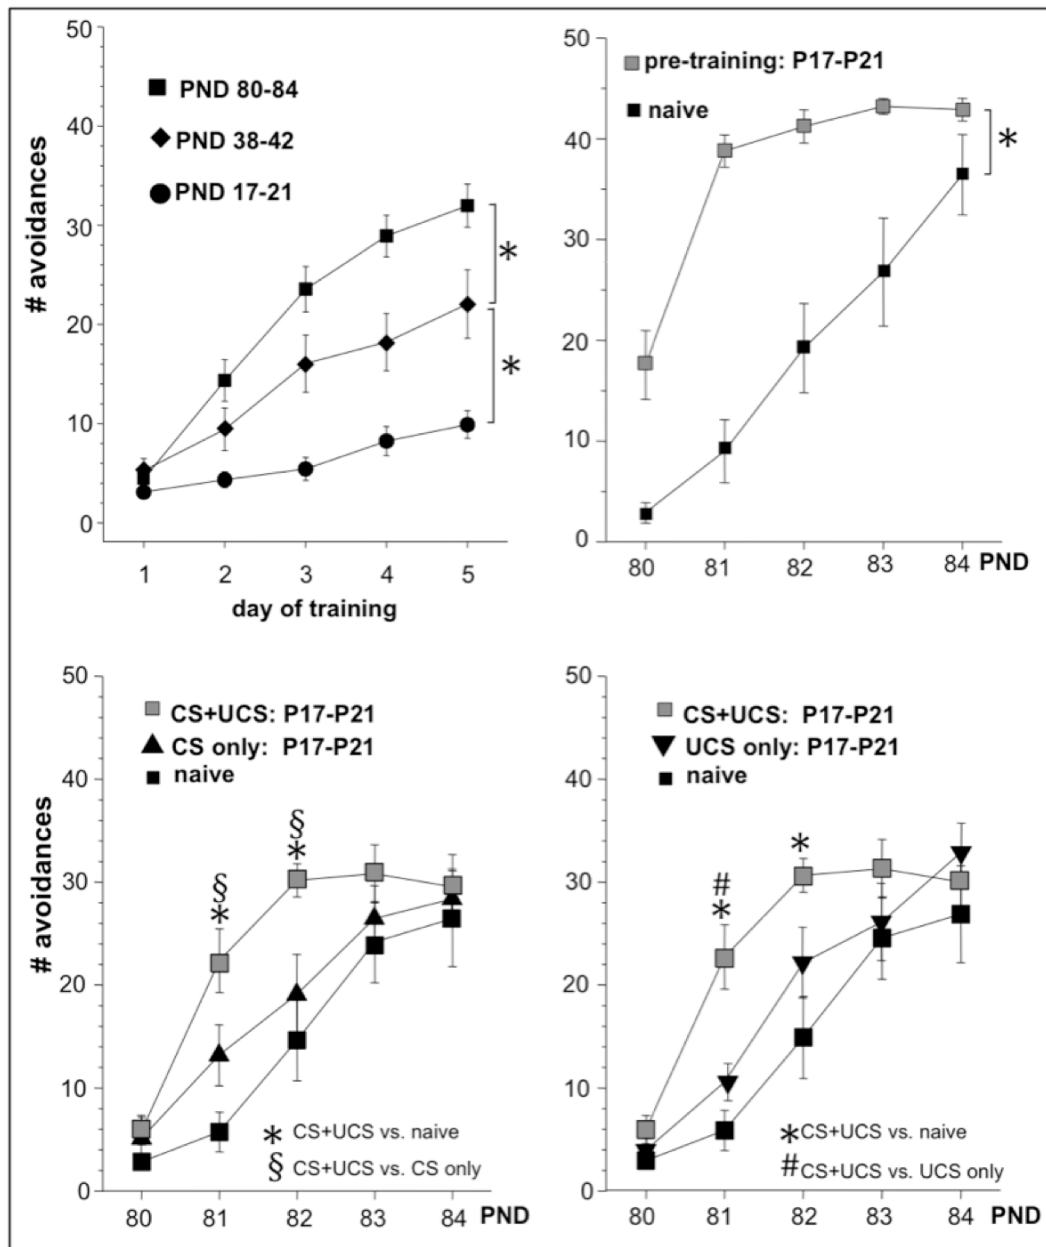 50
40
30
20
10
0
# avoidances
PND 80-84
PND 38-42
PND 17-21
*
*
1 2 3 4 5
day of training
50
40
30
20
10
0
pre-training: P17-P21
naive
*
80 81 82 83 84 PND
50
40
30
20
10
0
# avoidances
CS+UCS: P17-P21
CS only: P17-P21
naive
§
*
§
*
* CS+UCS vs. naive
§ CS+UCS vs. CS only
80 81 82 83 84 PND
50
40
30
20
10
0
CS+UCS: P17-P21
UCS only: P17-P21
naive
#
*
*
*CS+UCS vs. naive
#CS+UCS vs. UCS only
80 81 82 83 84 PND